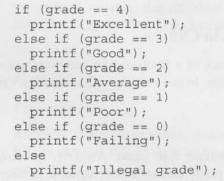 if (grade == 4)
  printf("Excellent");
else if (grade == 3)
  printf("Good");
else if (grade == 2)
  printf("Average");
else if (grade == 1)
  printf("Poor");
else if (grade == 0)
  printf("Failing");
else
  printf("Illegal grade");